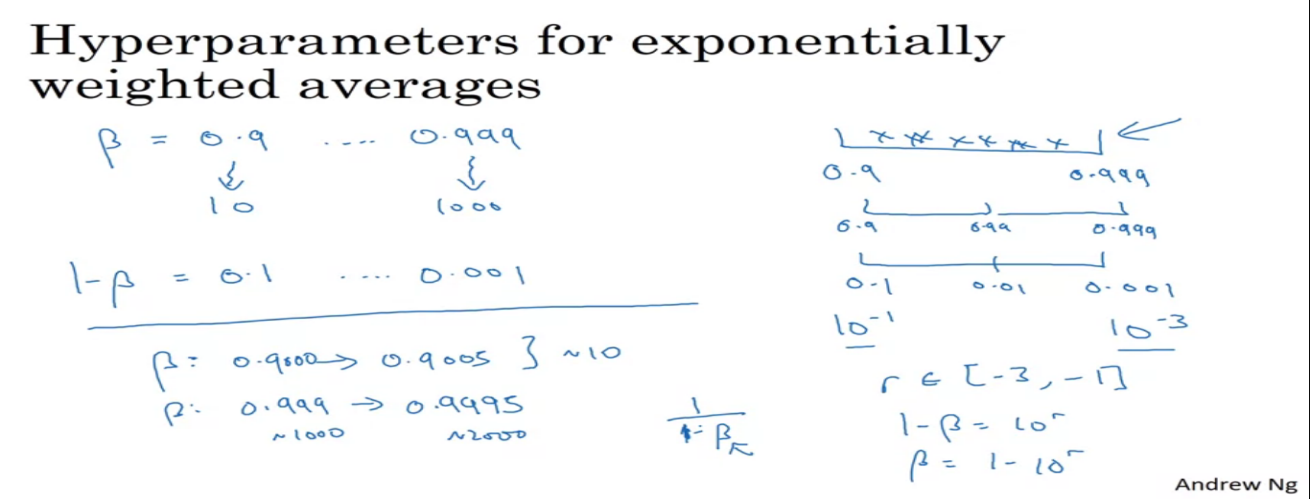 Hyperparameters for exponentially
weighted averages
β = 0.9 .... 0.999
10 1000
1-β = 0.1 .... 0.001
β: 0.9000 → 0.9005 } ~10
β: 0.999 → 0.9995
~1000 ~2000
1
1-β
0.9 0.999
0.9 0.99 0.999
0.1 0.01 0.001
10⁻¹ 10⁻³
r ∈ [-3, -1]
1-β = 10ʳ
β = 1-10ʳ
Andrew Ng